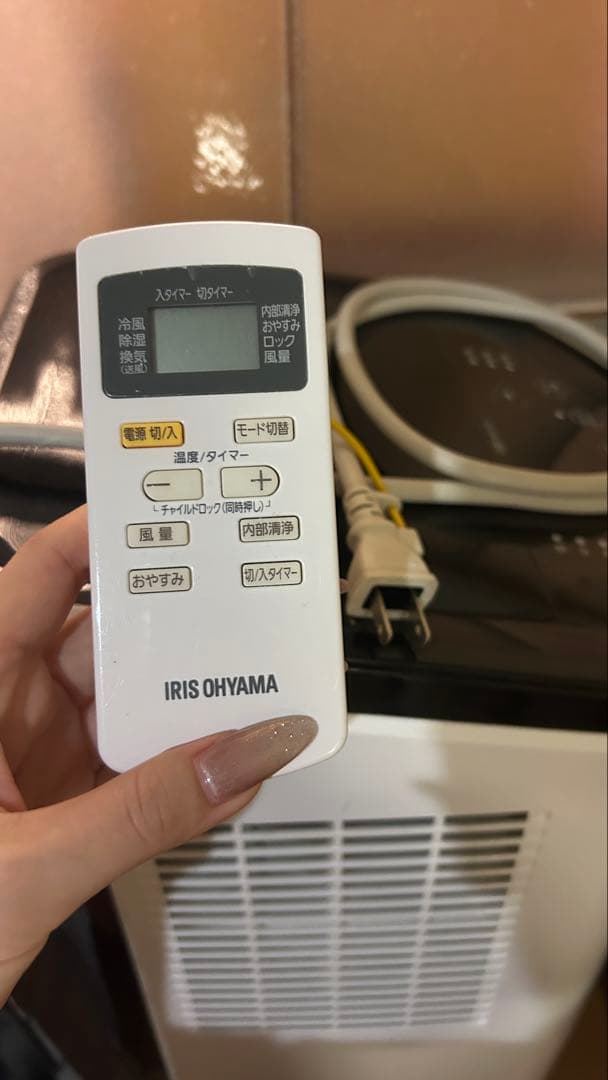 入タイマー 切タイマー
冷風
除湿
換気
(送風)
内部清浄
おやすみ
ロック
風量
電源 切/入
モード切替
温度/タイマー
－
＋
チャイルドロック(同時押し)
風量
内部清浄
おやすみ
切/入タイマー
IRIS OHYAMA